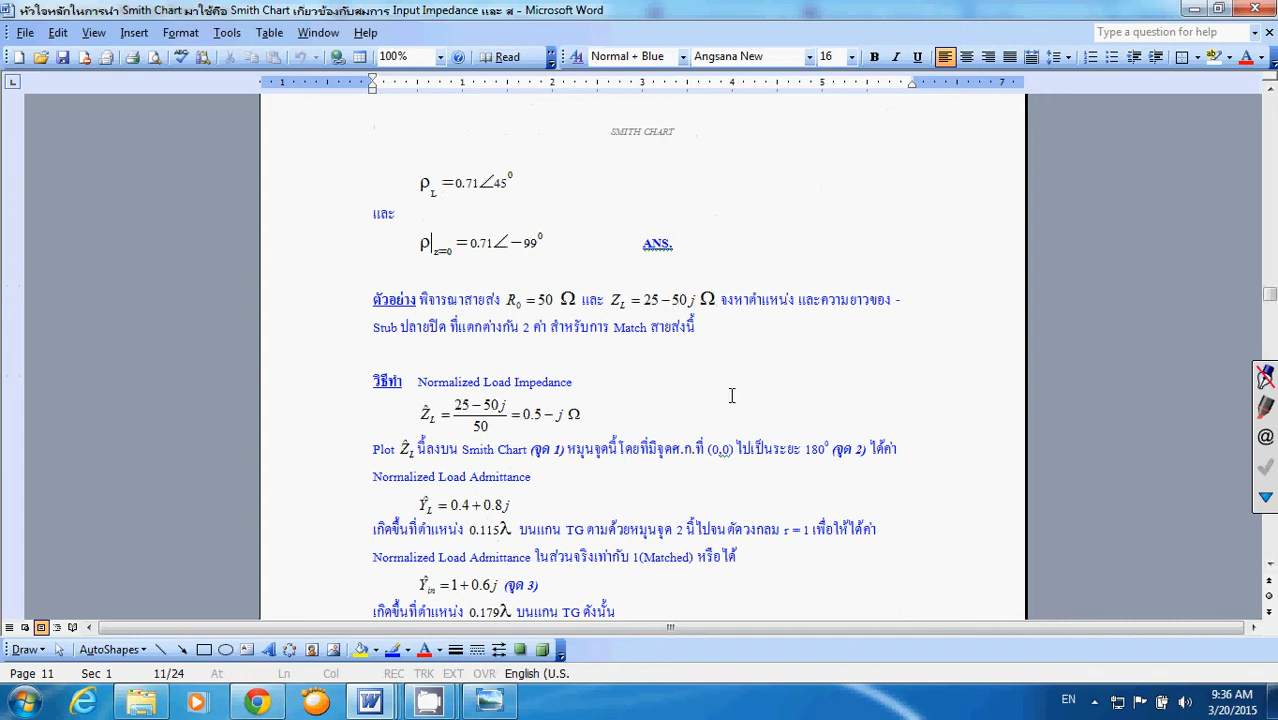 หัวใจหลักในการนำ Smith Chart มาใช้คือ Smith Chart เกี่ยวข้องกับสมการ Input Impedance และ ส - Microsoft Word
File Edit View Insert Format Tools Table Window Help
Type a question for help
100% Read Normal + Blue Angsana New 16 B I U
1 1 2 3 4 5 7
SMITH CHART
ρL = 0.71∠45⁰
และ
ρ|z=0 = 0.71∠−99⁰ ANS.
ตัวอย่าง พิจารณาสายส่ง R₀ = 50 Ω และ ZL = 25 − 50j Ω จงหาตำแหน่ง และความยาวของ -
Stub ปลายปิด ที่แตกต่างกัน 2 ค่า สำหรับการ Match สายส่งนี้
วิธีทำ Normalized Load Impedance
ẐL = (25 − 50j)/50 = 0.5 − j Ω
Plot ẐL นี้ลงบน Smith Chart (จุด 1) หมุนจุดนี้โดยที่มีจุดศ.ก.ที่ (0,0) ไปเป็นระยะ 180⁰ (จุด 2) ได้ค่า
Normalized Load Admittance
ŶL = 0.4 + 0.8j
เกิดขึ้นที่ตำแหน่ง 0.115λ บนแกน TG ตามด้วยหมุนจุด 2 นี้ไปจนตัดวงกลม r = 1 เพื่อให้ได้ค่า
Normalized Load Admittance ในส่วนจริงเท่ากับ 1(Matched) หรือได้
Ŷin = 1 + 0.6j (จุด 3)
เกิดขึ้นที่ตำแหน่ง 0.179λ บนแกน TG ดังนั้น
Draw AutoShapes
Page 11 Sec 1 11/24 At Ln Col REC TRK EXT OVR English (U.S.
EN 9:36 AM
3/20/2015